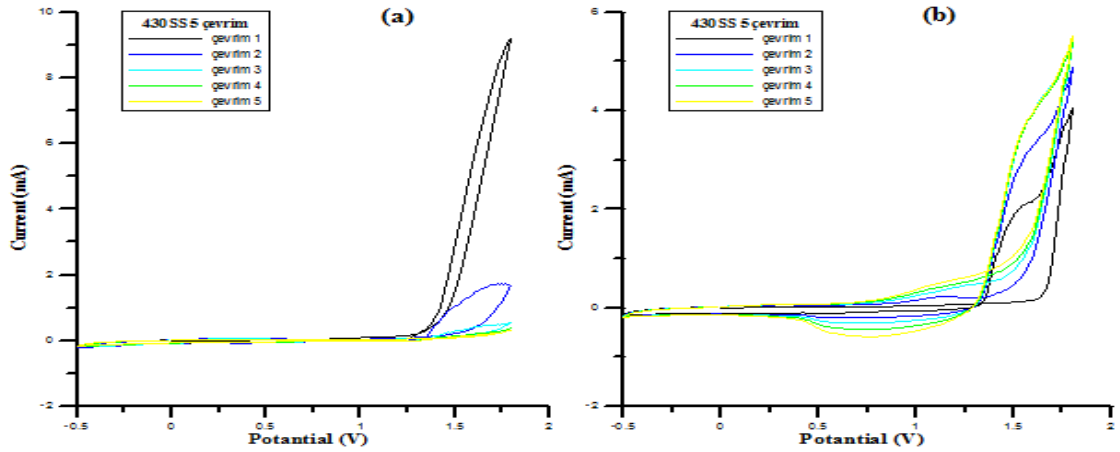 (a)
430 SS 5 çevrim
çevrim 1
çevrim 2
çevrim 3
çevrim 4
çevrim 5
10
8
6
4
2
0
-2
Current (mA)
-0.5
0
0.5
1
1.5
2
Potantial (V)
(b)
430 SS 5 çevrim
çevrim 1
çevrim 2
çevrim 3
çevrim 4
çevrim 5
6
4
2
0
-2
Current (mA)
-0.5
0
0.5
1
1.5
2
Potantial (V)